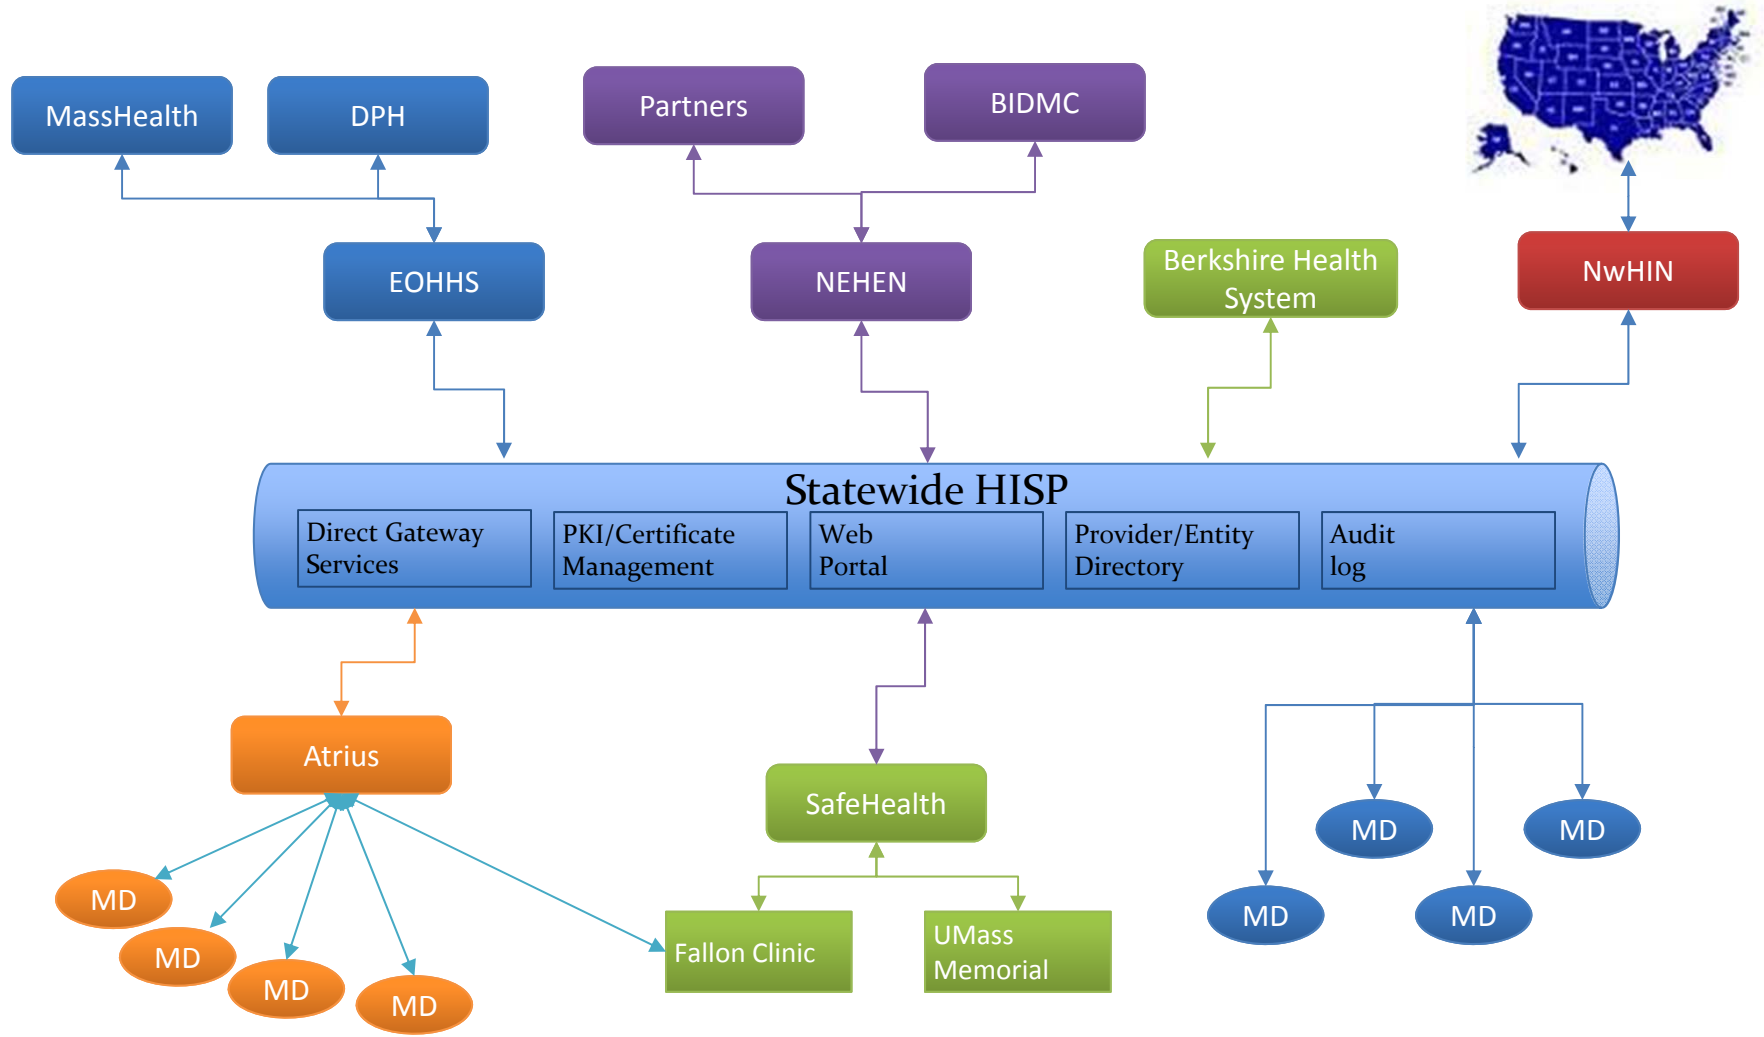 MassHealth
DPH
Partners
BIDMC
EOHHS
NEHEN
Berkshire Health
System
NwHIN
Statewide HISP
Direct Gateway
Services
PKI/Certificate
Management
Web
Portal
Provider/Entity
Directory
Audit
log
Atrius
SafeHealth
MD
MD
MD
MD
MD
MD
Fallon Clinic
UMass
Memorial
MD
MD